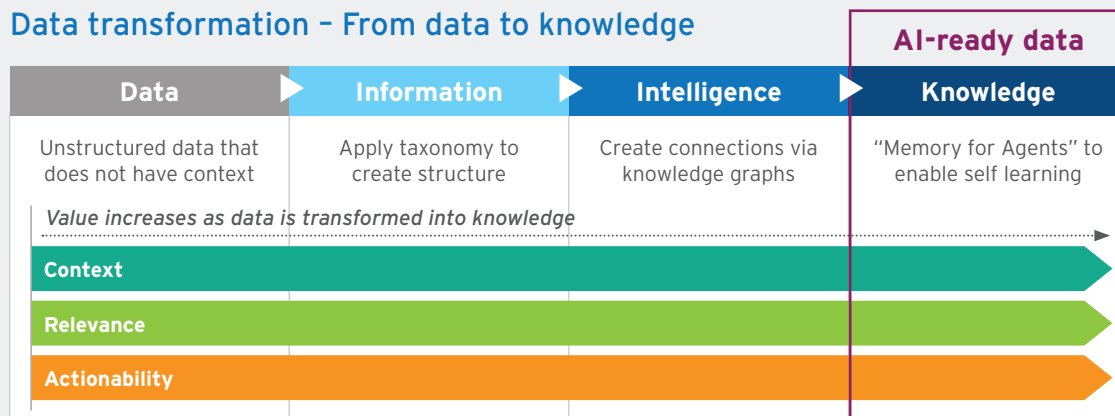 Data transformation – From data to knowledge
AI-ready data
Data
Information
Intelligence
Knowledge
Unstructured data that
does not have context
Apply taxonomy to
create structure
Create connections via
knowledge graphs
“Memory for Agents” to
enable self learning
Value increases as data is transformed into knowledge
Context
Relevance
Actionability